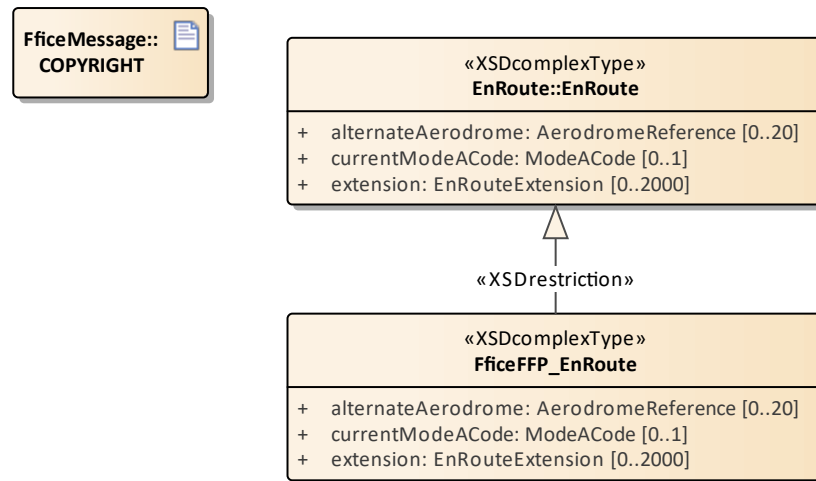 FficeMessage::
COPYRIGHT
«XSDcomplexType»
EnRoute::EnRoute
+ alternateAerodrome: AerodromeReference [0..20]
+ currentModeACode: ModeACode [0..1]
+ extension: EnRouteExtension [0..2000]
«XSDrestriction»
«XSDcomplexType»
FficeFFP_EnRoute
+ alternateAerodrome: AerodromeReference [0..20]
+ currentModeACode: ModeACode [0..1]
+ extension: EnRouteExtension [0..2000]